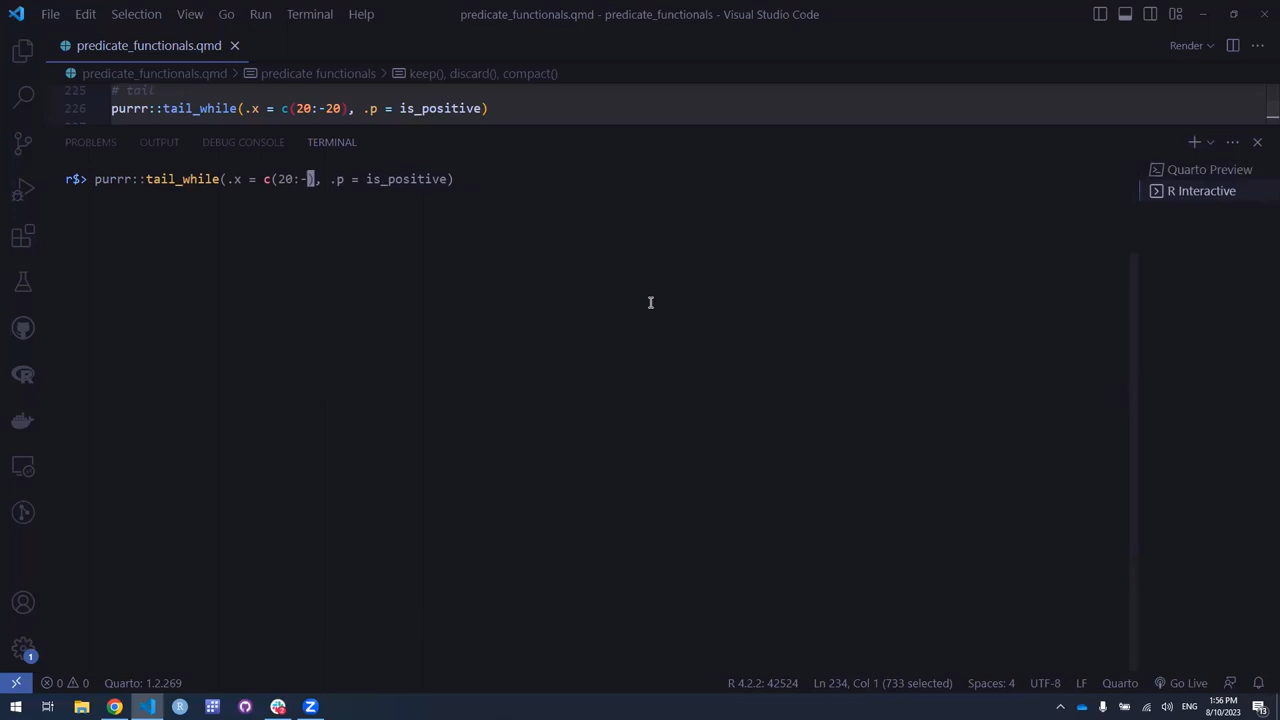 File Edit Selection View Go Run Terminal Help predicate_functionals.qmd - predicate_functionals - Visual Studio Code
predicate_functionals.qmd
Render
predicate_functionals.qmd > predicate functionals > keep(), discard(), compact()
225 # tail
226 purrr::tail_while(.x = c(20:-20), .p = is_positive)
PROBLEMS OUTPUT DEBUG CONSOLE TERMINAL
r$> purrr::tail_while(.x = c(20:-), .p = is_positive)
Quarto Preview
R Interactive
1
0 0 Quarto: 1.2.269 R 4.2.2: 42524 Ln 234, Col 1 (733 selected) Spaces: 4 UTF-8 LF Quarto Go Live
ENG
1:56 PM
8/10/2023